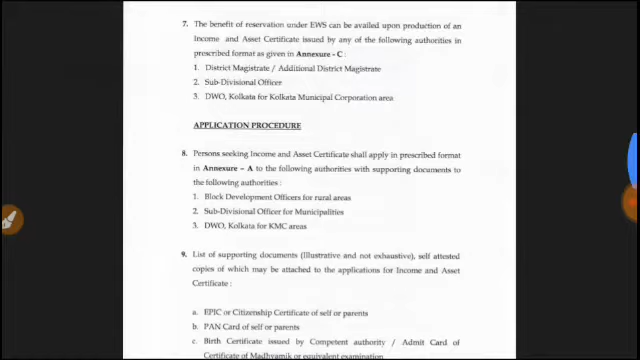 7. The benefit of reservation under EWS can be availed upon production of an
Income and Asset Certificate issued by any of the following authorities in
prescribed format as given in Annexure - C :
1. District Magistrate / Additional District Magistrate
2. Sub-Divisional Officer
3. DWO, Kolkata for Kolkata Municipal Corporation area
APPLICATION PROCEDURE
8. Persons seeking Income and Asset Certificate shall apply in prescribed format
in Annexure – A to the following authorities with supporting documents to
the following authorities :
1. Block Development Officers for rural areas
2. Sub-Divisional Officer for Municipalities
3. DWO, Kolkata for KMC areas
9. List of supporting documents (Illustrative and not exhaustive), self attested
copies of which may be attached to the applications for Income and Asset
Certificate :
a. EPIC or Citizenship Certificate of self or parents
b. PAN Card of self or parents
c. Birth Certificate issued by Competent authority / Admit Card of
Certificate of Madhyamik or equivalent examination